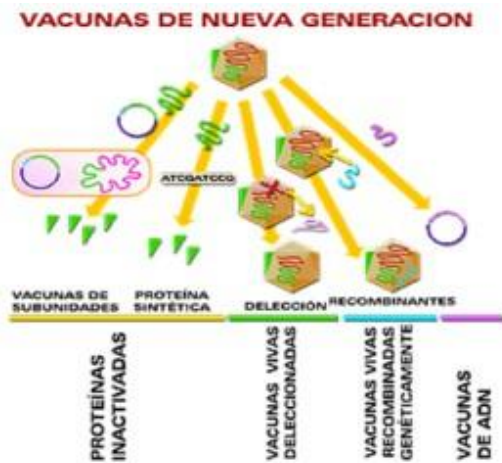 VACUNAS DE NUEVA GENERACION
ATCGATCCG
VACUNAS DE
SUBUNIDADES
PROTEÍNA
SINTÉTICA
DELECCIÓN
RECOMBINANTES
PROTEÍNAS
INACTIVADAS
VACUNAS VIVAS
DELECCIONADAS
VACUNAS VIVAS
RECOMBINADAS
GENÉTICAMENTE
VACUNAS
DE ADN